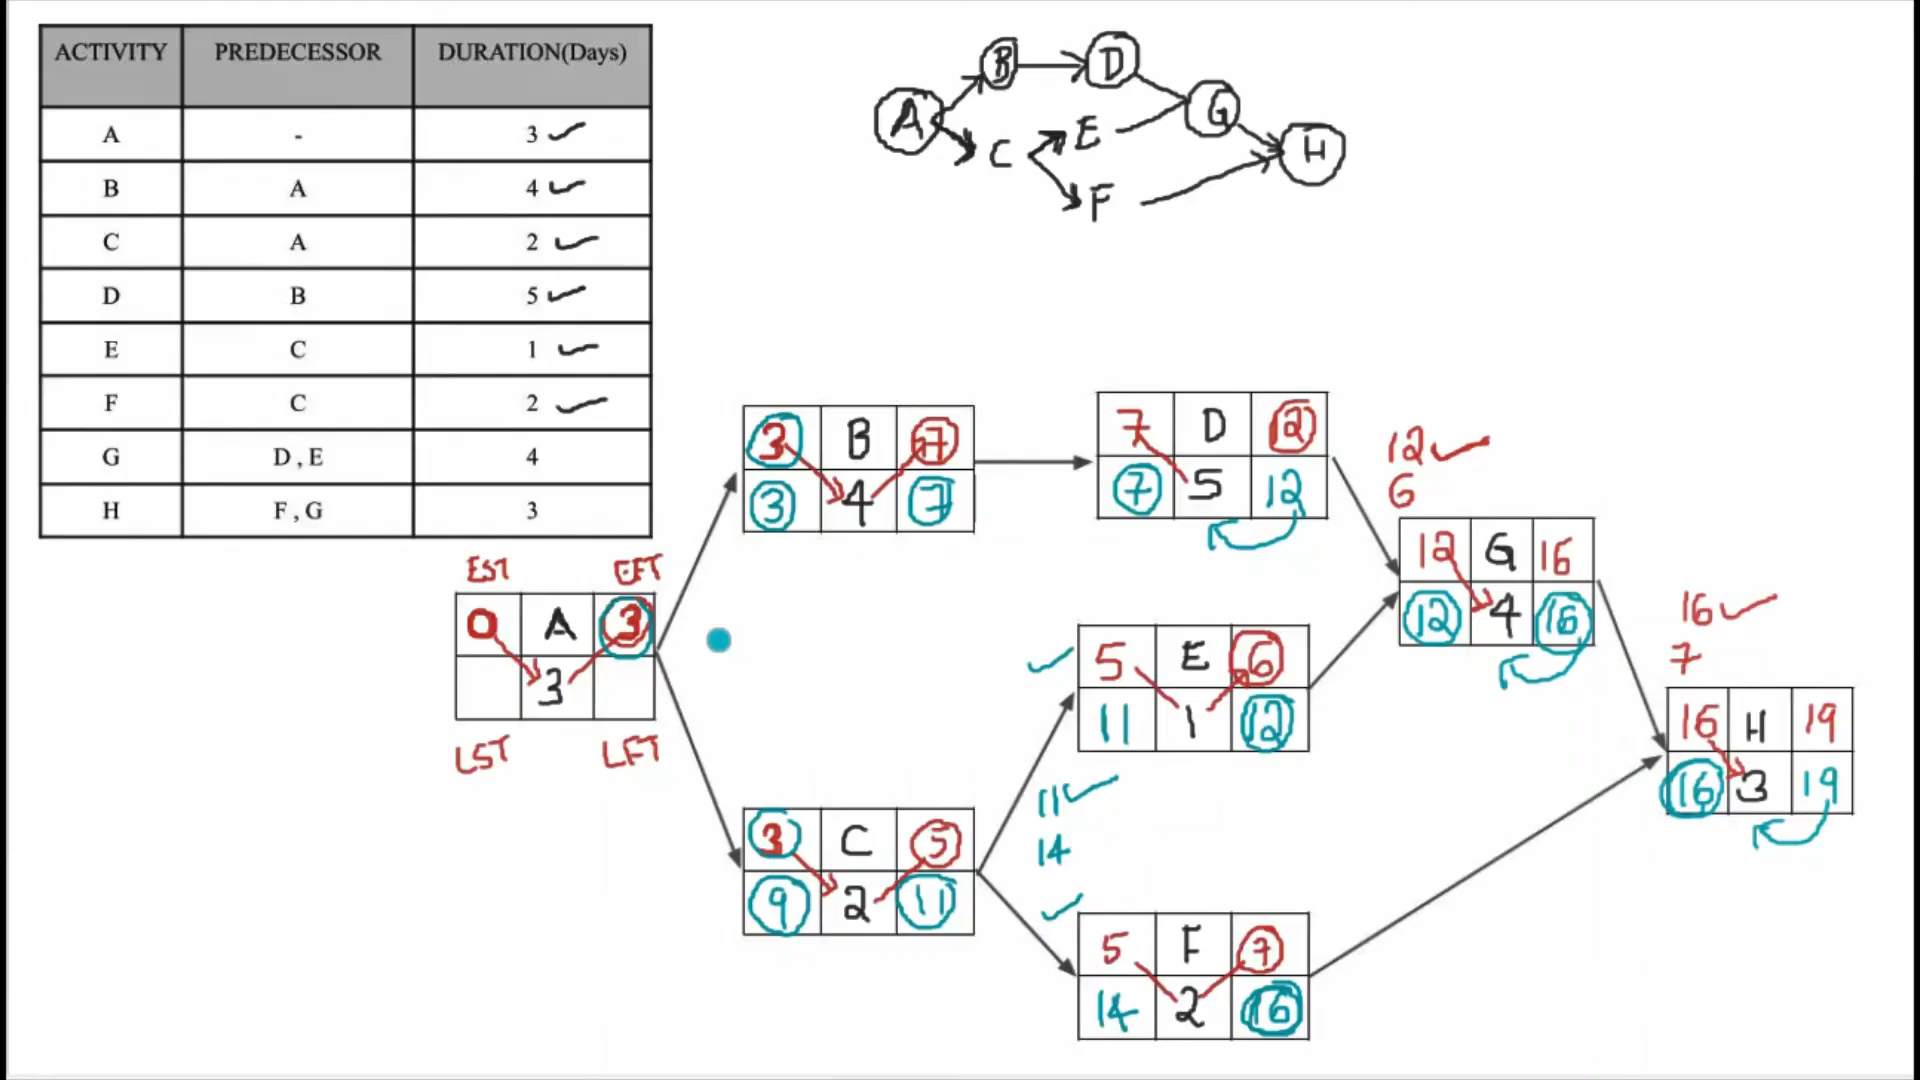 ACTIVITY PREDECESSOR DURATION(Days)
A - 3
B A 4
C A 2
D B 5
E C 1
F C 2
G D , E 4
H F , G 3
B D
A G
C E H
F
EST EFT
0 A 3
3
LST LFT
3 B 7
3 4 7
7 D 12
7 5 12
12
6
12 G 16
12 4 16
5 E 6
11 1 12
16
7
16 H 19
16 3 19
3 C 5
9 2 11
11
14
5 F 7
14 2 16